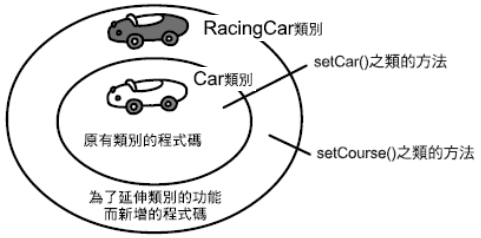 RacingCar類別
Car類別
setCar()之類的方法
原有類別的程式碼
setCourse()之類的方法
為了延伸類別的功能
而新增的程式碼